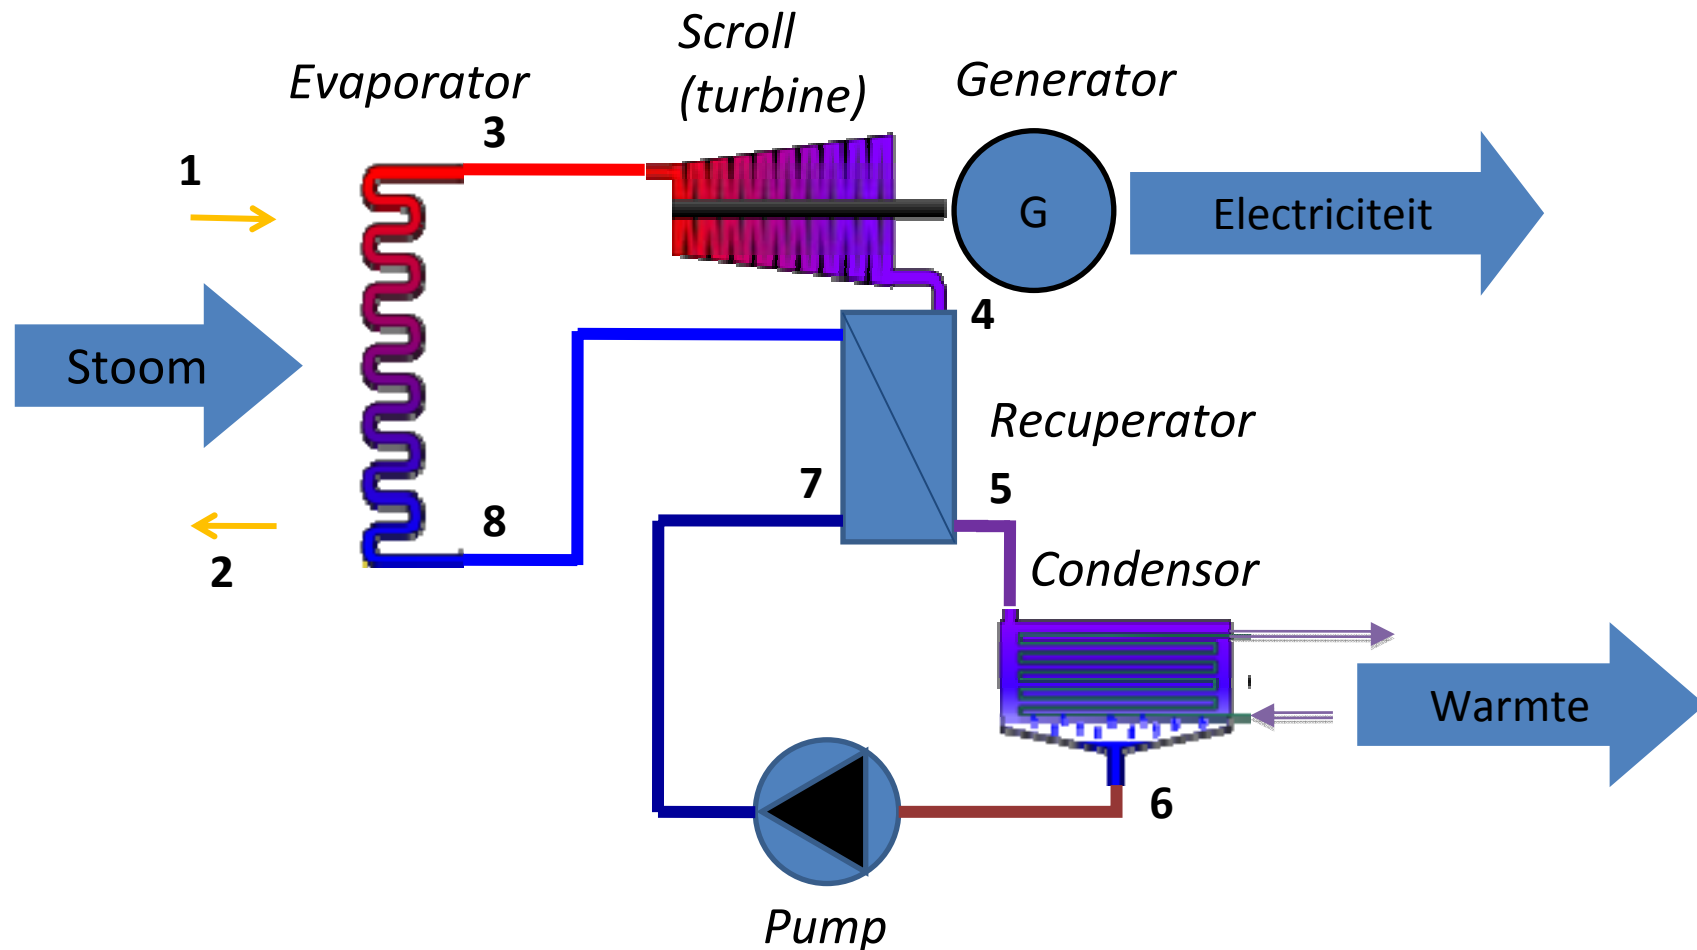 Scroll
(turbine)
Evaporator
Generator
3
1
G
Electriciteit
4
Stoom
Recuperator
7
5
8
2
Condensor
Warmte
6
Pump